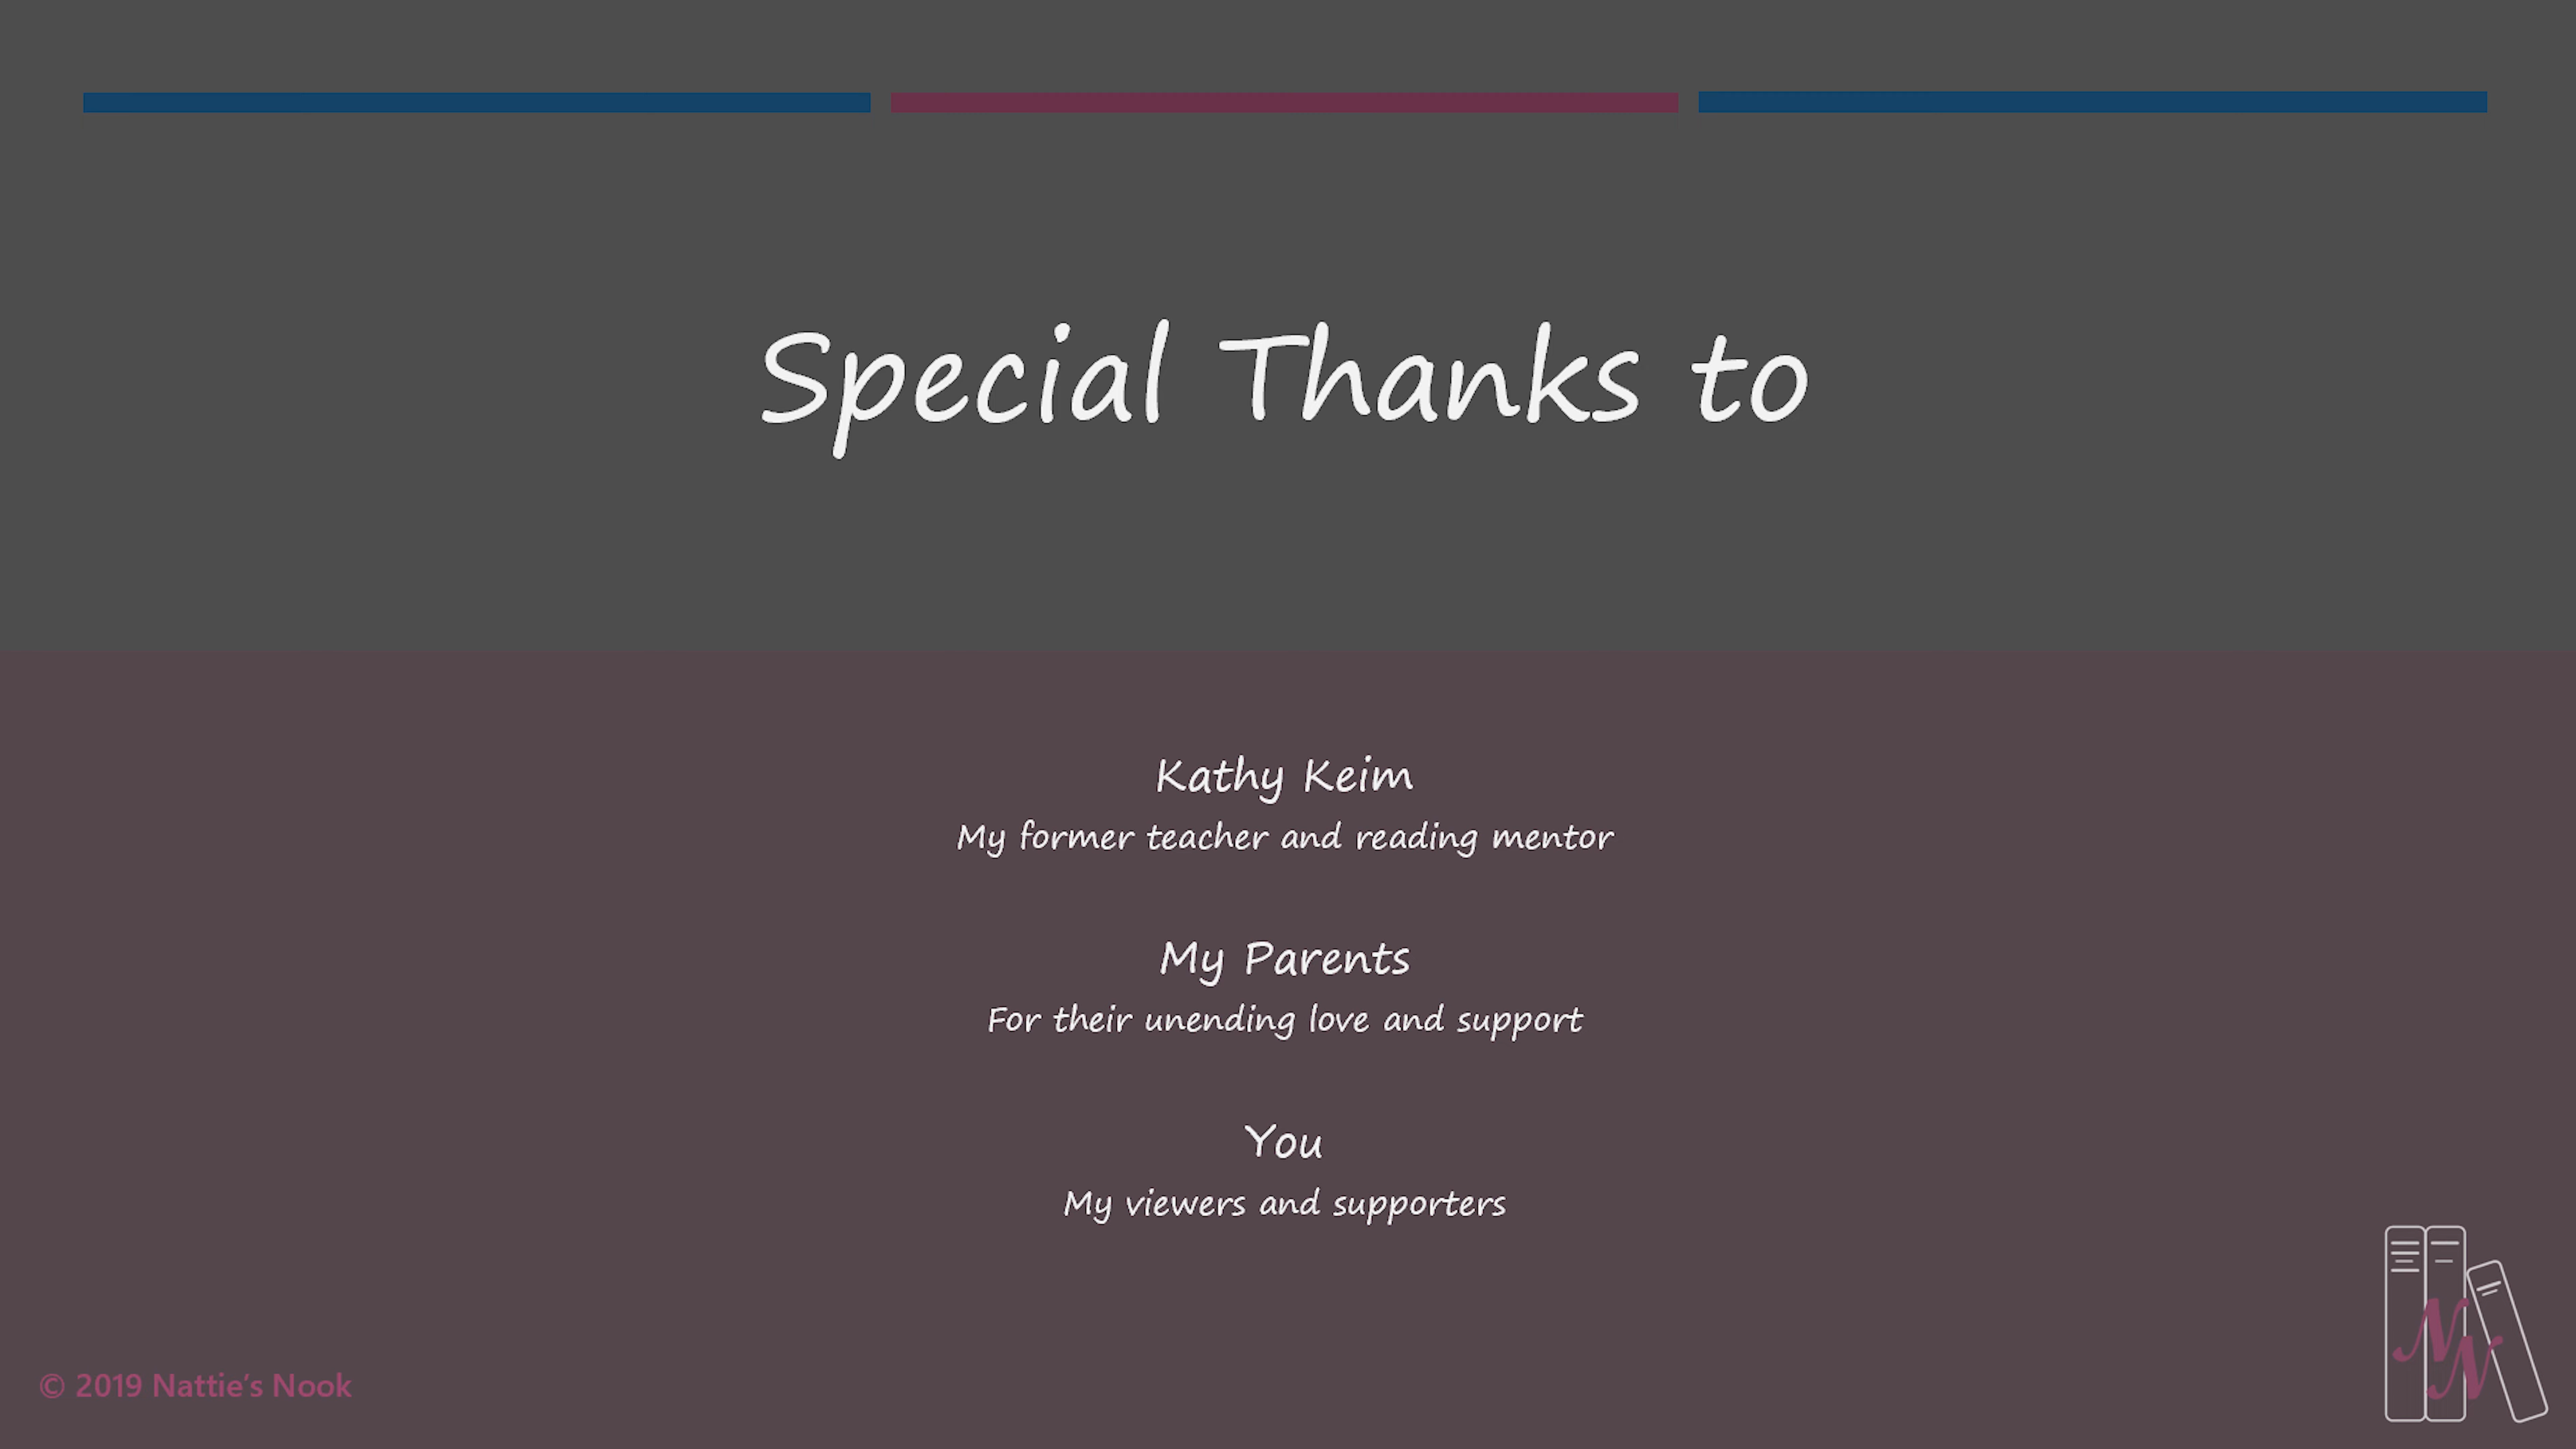 Special Thanks to
Kathy Keim
My former teacher and reading mentor
My Parents
For their unending love and support
You
My viewers and supporters
© 2019 Nattie’s Nook
NN